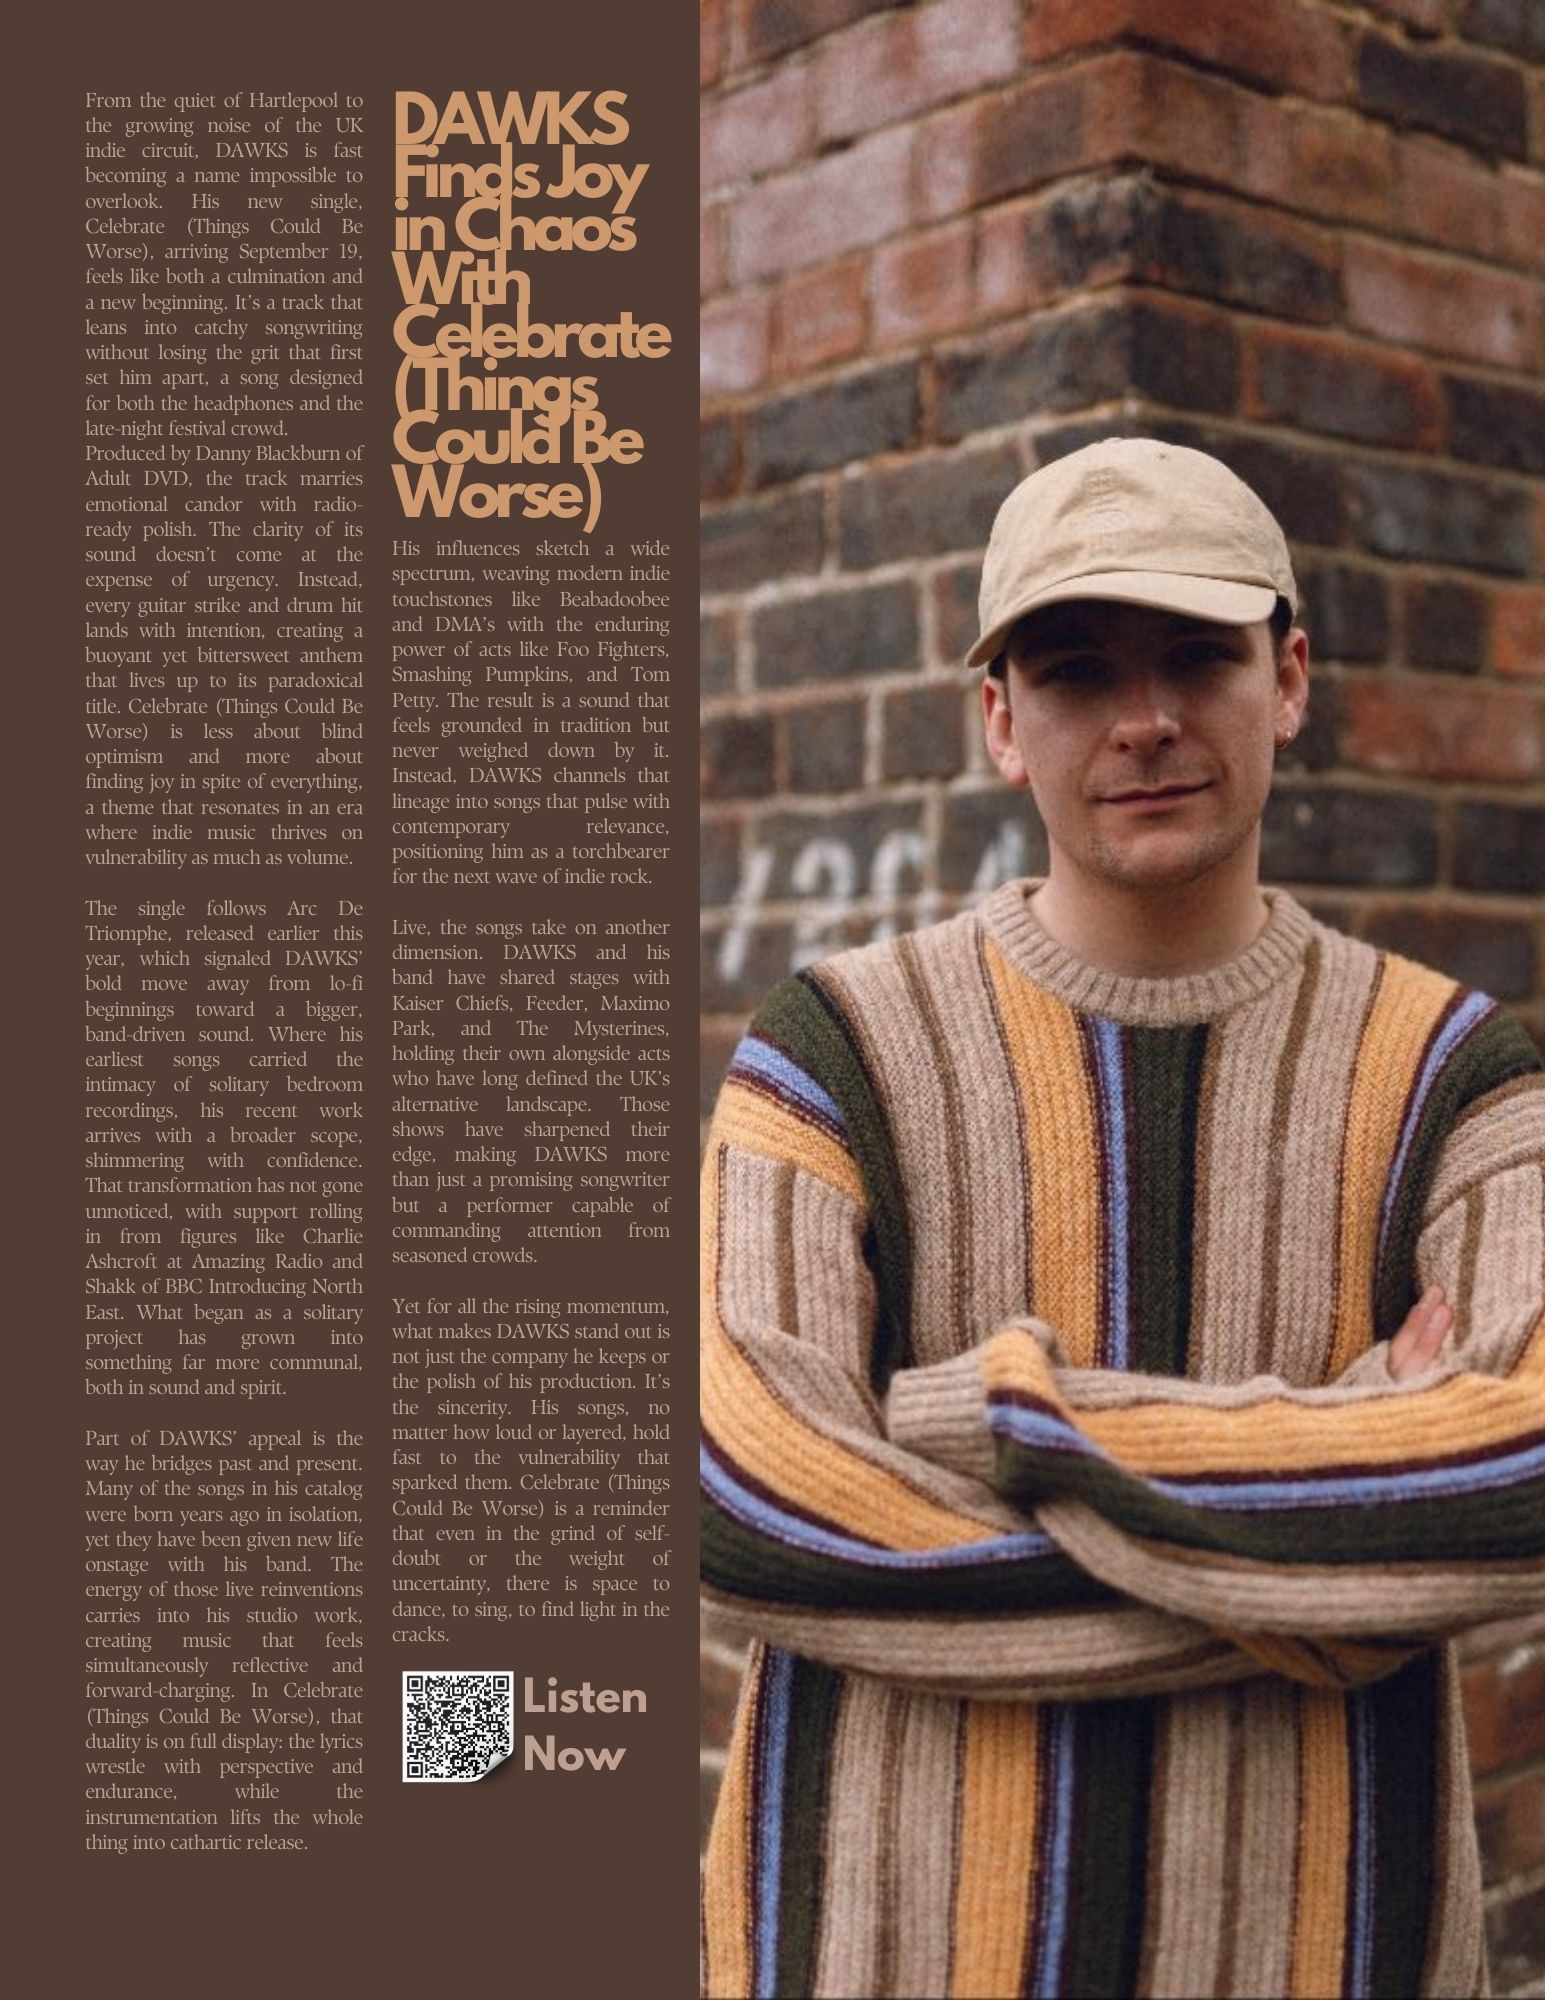 From the quiet of Hartlepool to
the growing noise of the UK
indie circuit, DAWKS is fast
becoming a name impossible to
overlook. His new single,
Celebrate (Things Could Be
Worse), arriving September 19,
feels like both a culmination and
a new beginning. It's a track that
leans into catchy songwriting
without losing the grit that first
set him apart, a song designed
for both the headphones and the
late-night festival crowd.
Produced by Danny Blackburn of
Adult DVD, the track marries
emotional candor with radio-
ready polish. The clarity of its
sound doesn't come at the
expense of urgency. Instead,
every guitar strike and drum hit
lands with intention, creating a
buoyant yet bittersweet anthem
that lives up to its paradoxical
title. Celebrate (Things Could Be
Worse) is less about blind
optimism and more about
finding joy in spite of everything,
a theme that resonates in an era
where indie music thrives on
vulnerability as much as volume.
The single follows Arc De
Triomphe, released earlier this
year, which signaled DAWKS'
bold move away from lo-fi
beginnings toward a bigger,
band-driven sound. Where his
earliest songs carried the
intimacy of solitary bedroom
recordings, his recent work
arrives with a broader scope,
shimmering with confidence.
That transformation has not gone
unnoticed, with support rolling
in from figures like Charlie
Ashcroft at Amazing Radio and
Shakk of BBC Introducing North
East. What began as a solitary
project has grown into
something far more communal,
both in sound and spirit.
Part of DAWKS' appeal is the
way he bridges past and present.
Many of the songs in his catalog
were born years ago in isolation,
yet they have been given new life
onstage with his band. The
energy of those live reinventions
carries into his studio work,
creating music that feels
simultaneously reflective and
forward-charging. In Celebrate
(Things Could Be Worse), that
duality is on full display: the lyrics
wrestle with perspective and
endurance, while the
instrumentation lifts the whole
thing into cathartic release.
DAWKS
Finds Joy
in Chaos
With
Celebrate
(Things
Could Be
Worse)
His influences sketch a wide
spectrum, weaving modern indie
touchstones like Beabadoobee
and DMA's with the enduring
power of acts like Foo Fighters,
Smashing Pumpkins, and Tom
Petty. The result is a sound that
feels grounded in tradition but
never weighed down by it.
Instead, DAWKS channels that
lineage into songs that pulse with
contemporary relevance,
positioning him as a torchbearer
for the next wave of indie rock.
Live, the songs take on another
dimension. DAWKS and his
band have shared stages with
Kaiser Chiefs, Feeder, Maximo
Park, and The Mysterines,
holding their own alongside acts
who have long defined the UK's
alternative landscape. Those
shows have sharpened their
edge, making DAWKS more
than just a promising songwriter
but a performer capable of
commanding attention from
seasoned crowds.
Yet for all the rising momentum,
what makes DAWKS stand out is
not just the company he keeps or
the polish of his production. It's
the sincerity. His songs, no
matter how loud or layered, hold
fast to the vulnerability that
sparked them. Celebrate (Things
Could Be Worse) is a reminder
that even in the grind of self-
doubt or the weight of
uncertainty, there is space to
dance, to sing, to find light in the
cracks.
Listen
Now